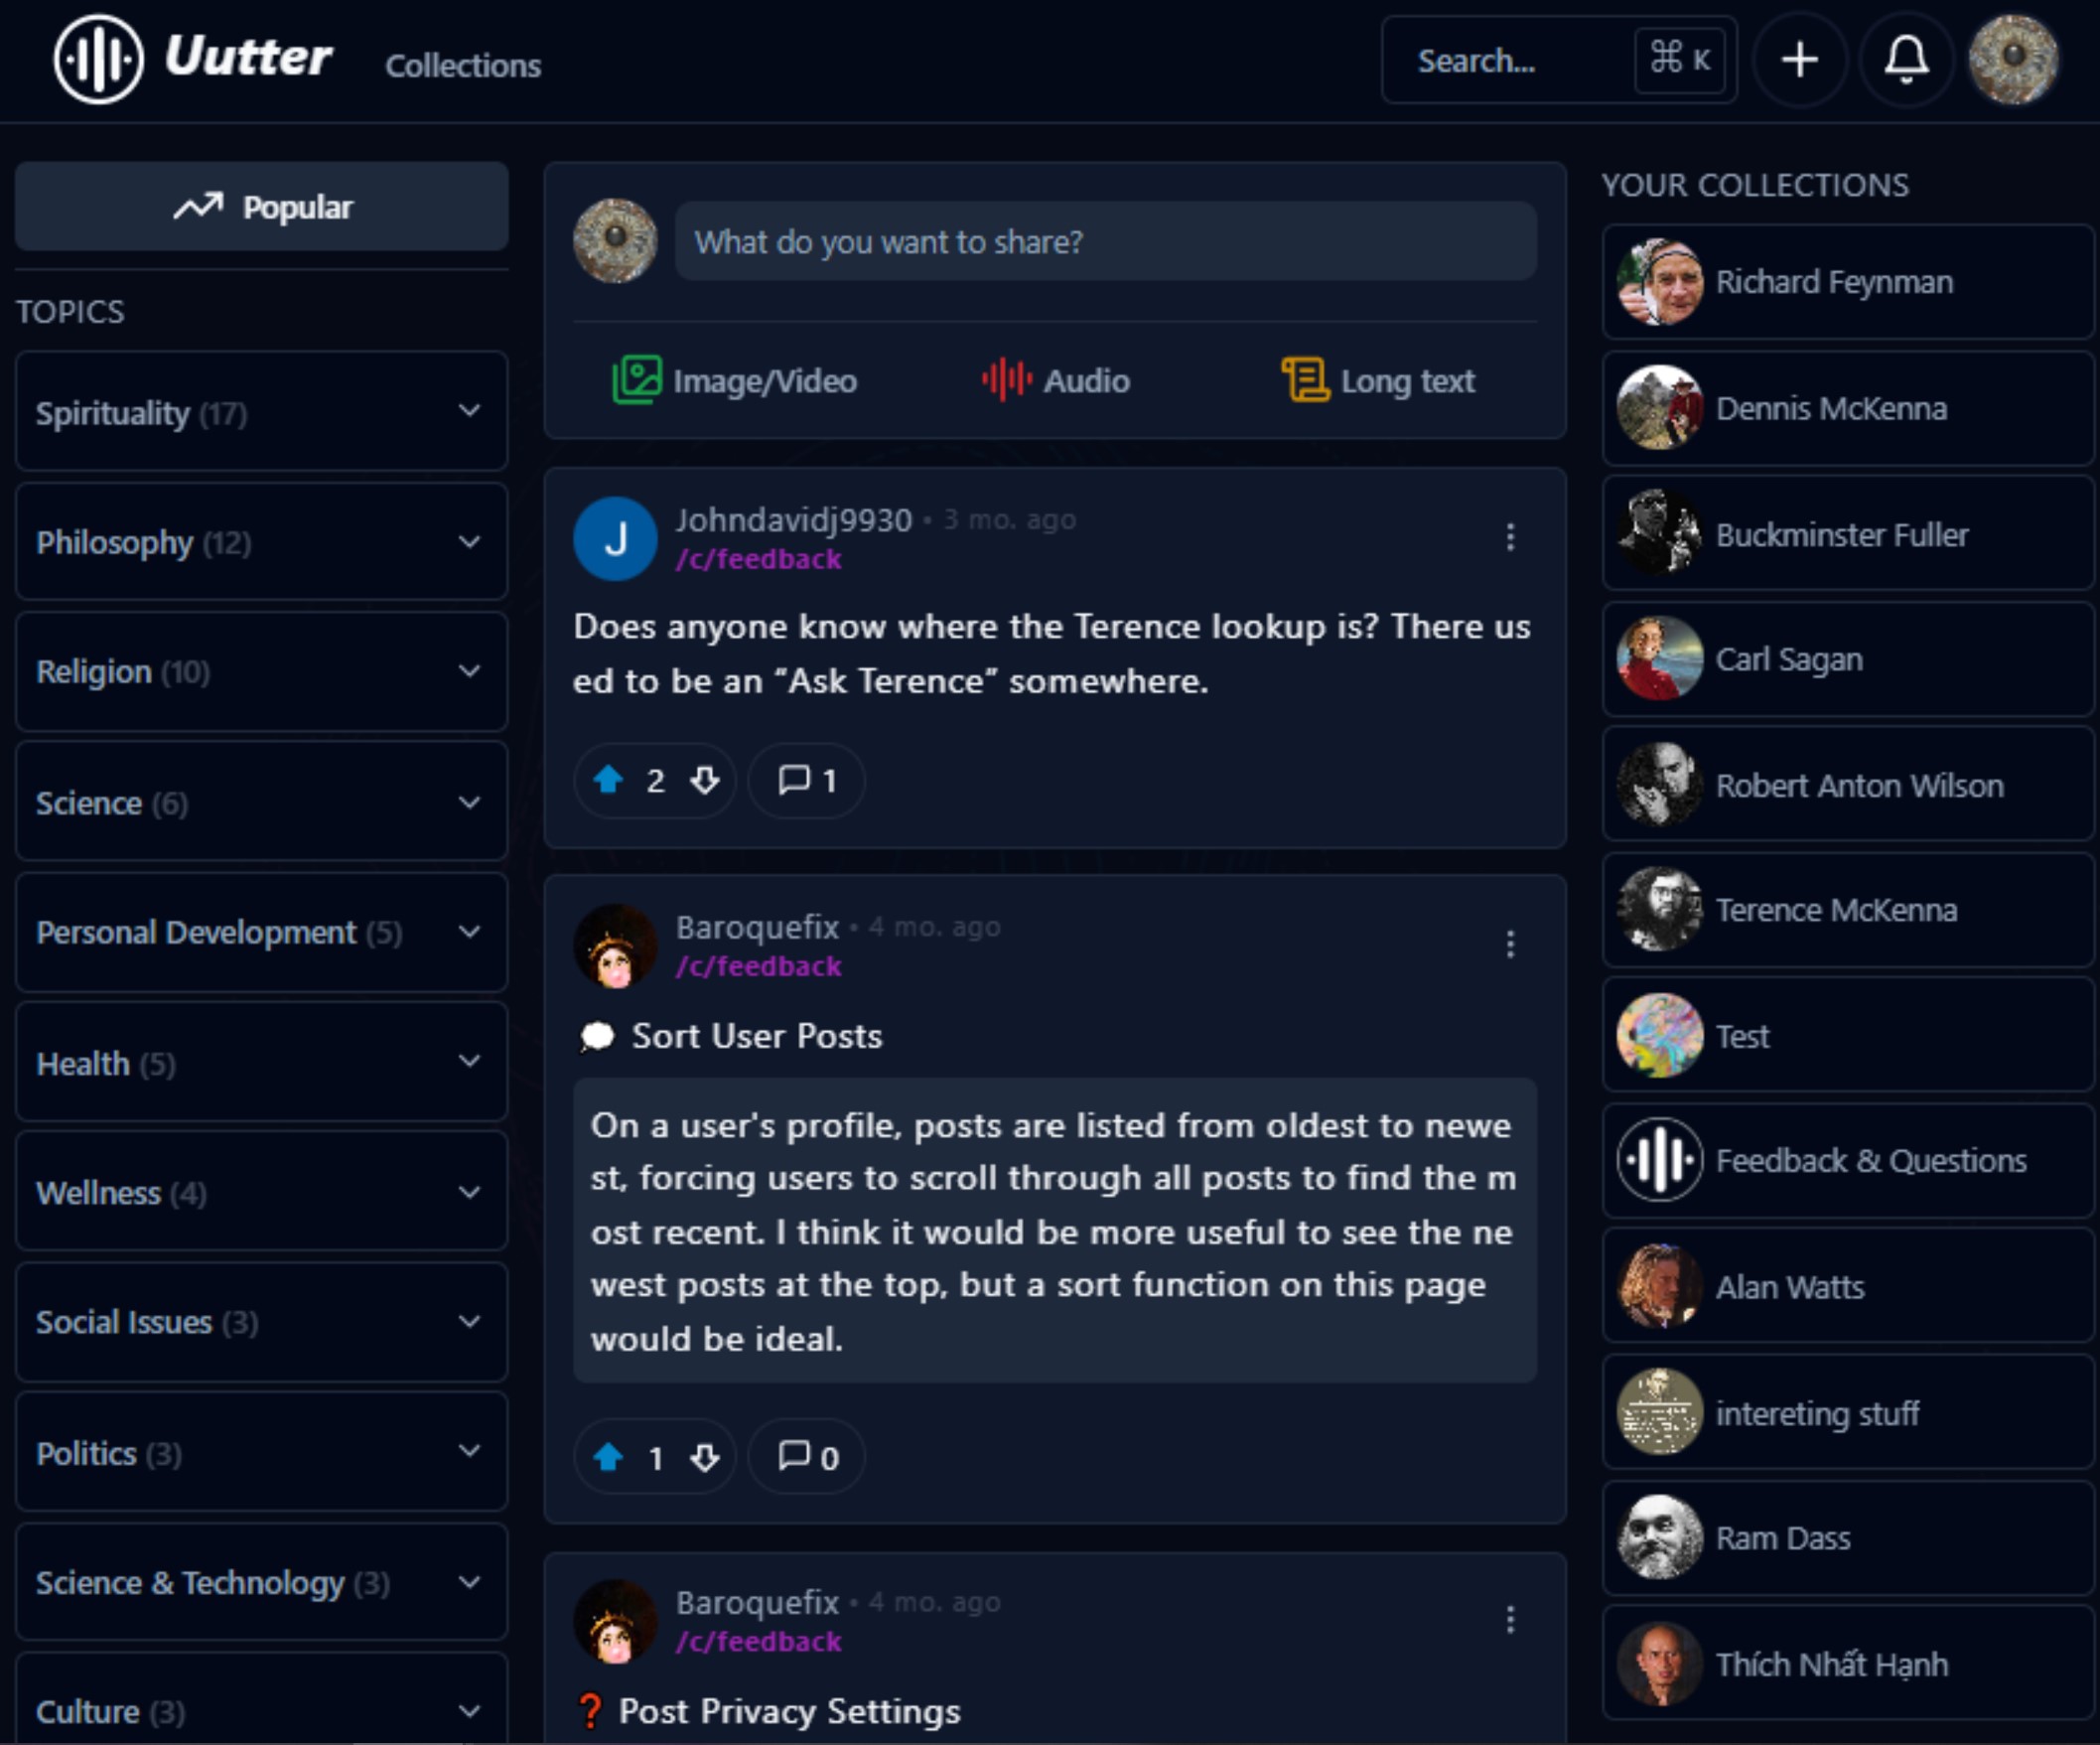 Uutter
Collections
Search...
⌘ K
Popular
TOPICS
Spirituality (17)
Philosophy (12)
Religion (10)
Science (6)
Personal Development (5)
Health (5)
Wellness (4)
Social Issues (3)
Politics (3)
Science & Technology (3)
Culture (3)
What do you want to share?
Image/Video
Audio
Long text
J
Johndavidj9930 • 3 mo. ago
/c/feedback
Does anyone know where the Terence lookup is? There us
ed to be an “Ask Terence” somewhere.
2
1
Baroquefix • 4 mo. ago
/c/feedback
💭 Sort User Posts
On a user's profile, posts are listed from oldest to newe
st, forcing users to scroll through all posts to find the m
ost recent. I think it would be more useful to see the ne
west posts at the top, but a sort function on this page
would be ideal.
1
0
Baroquefix • 4 mo. ago
/c/feedback
❓ Post Privacy Settings
YOUR COLLECTIONS
Richard Feynman
Dennis McKenna
Buckminster Fuller
Carl Sagan
Robert Anton Wilson
Terence McKenna
Test
Feedback & Questions
Alan Watts
intereting stuff
Ram Dass
Thích Nhất Hạnh